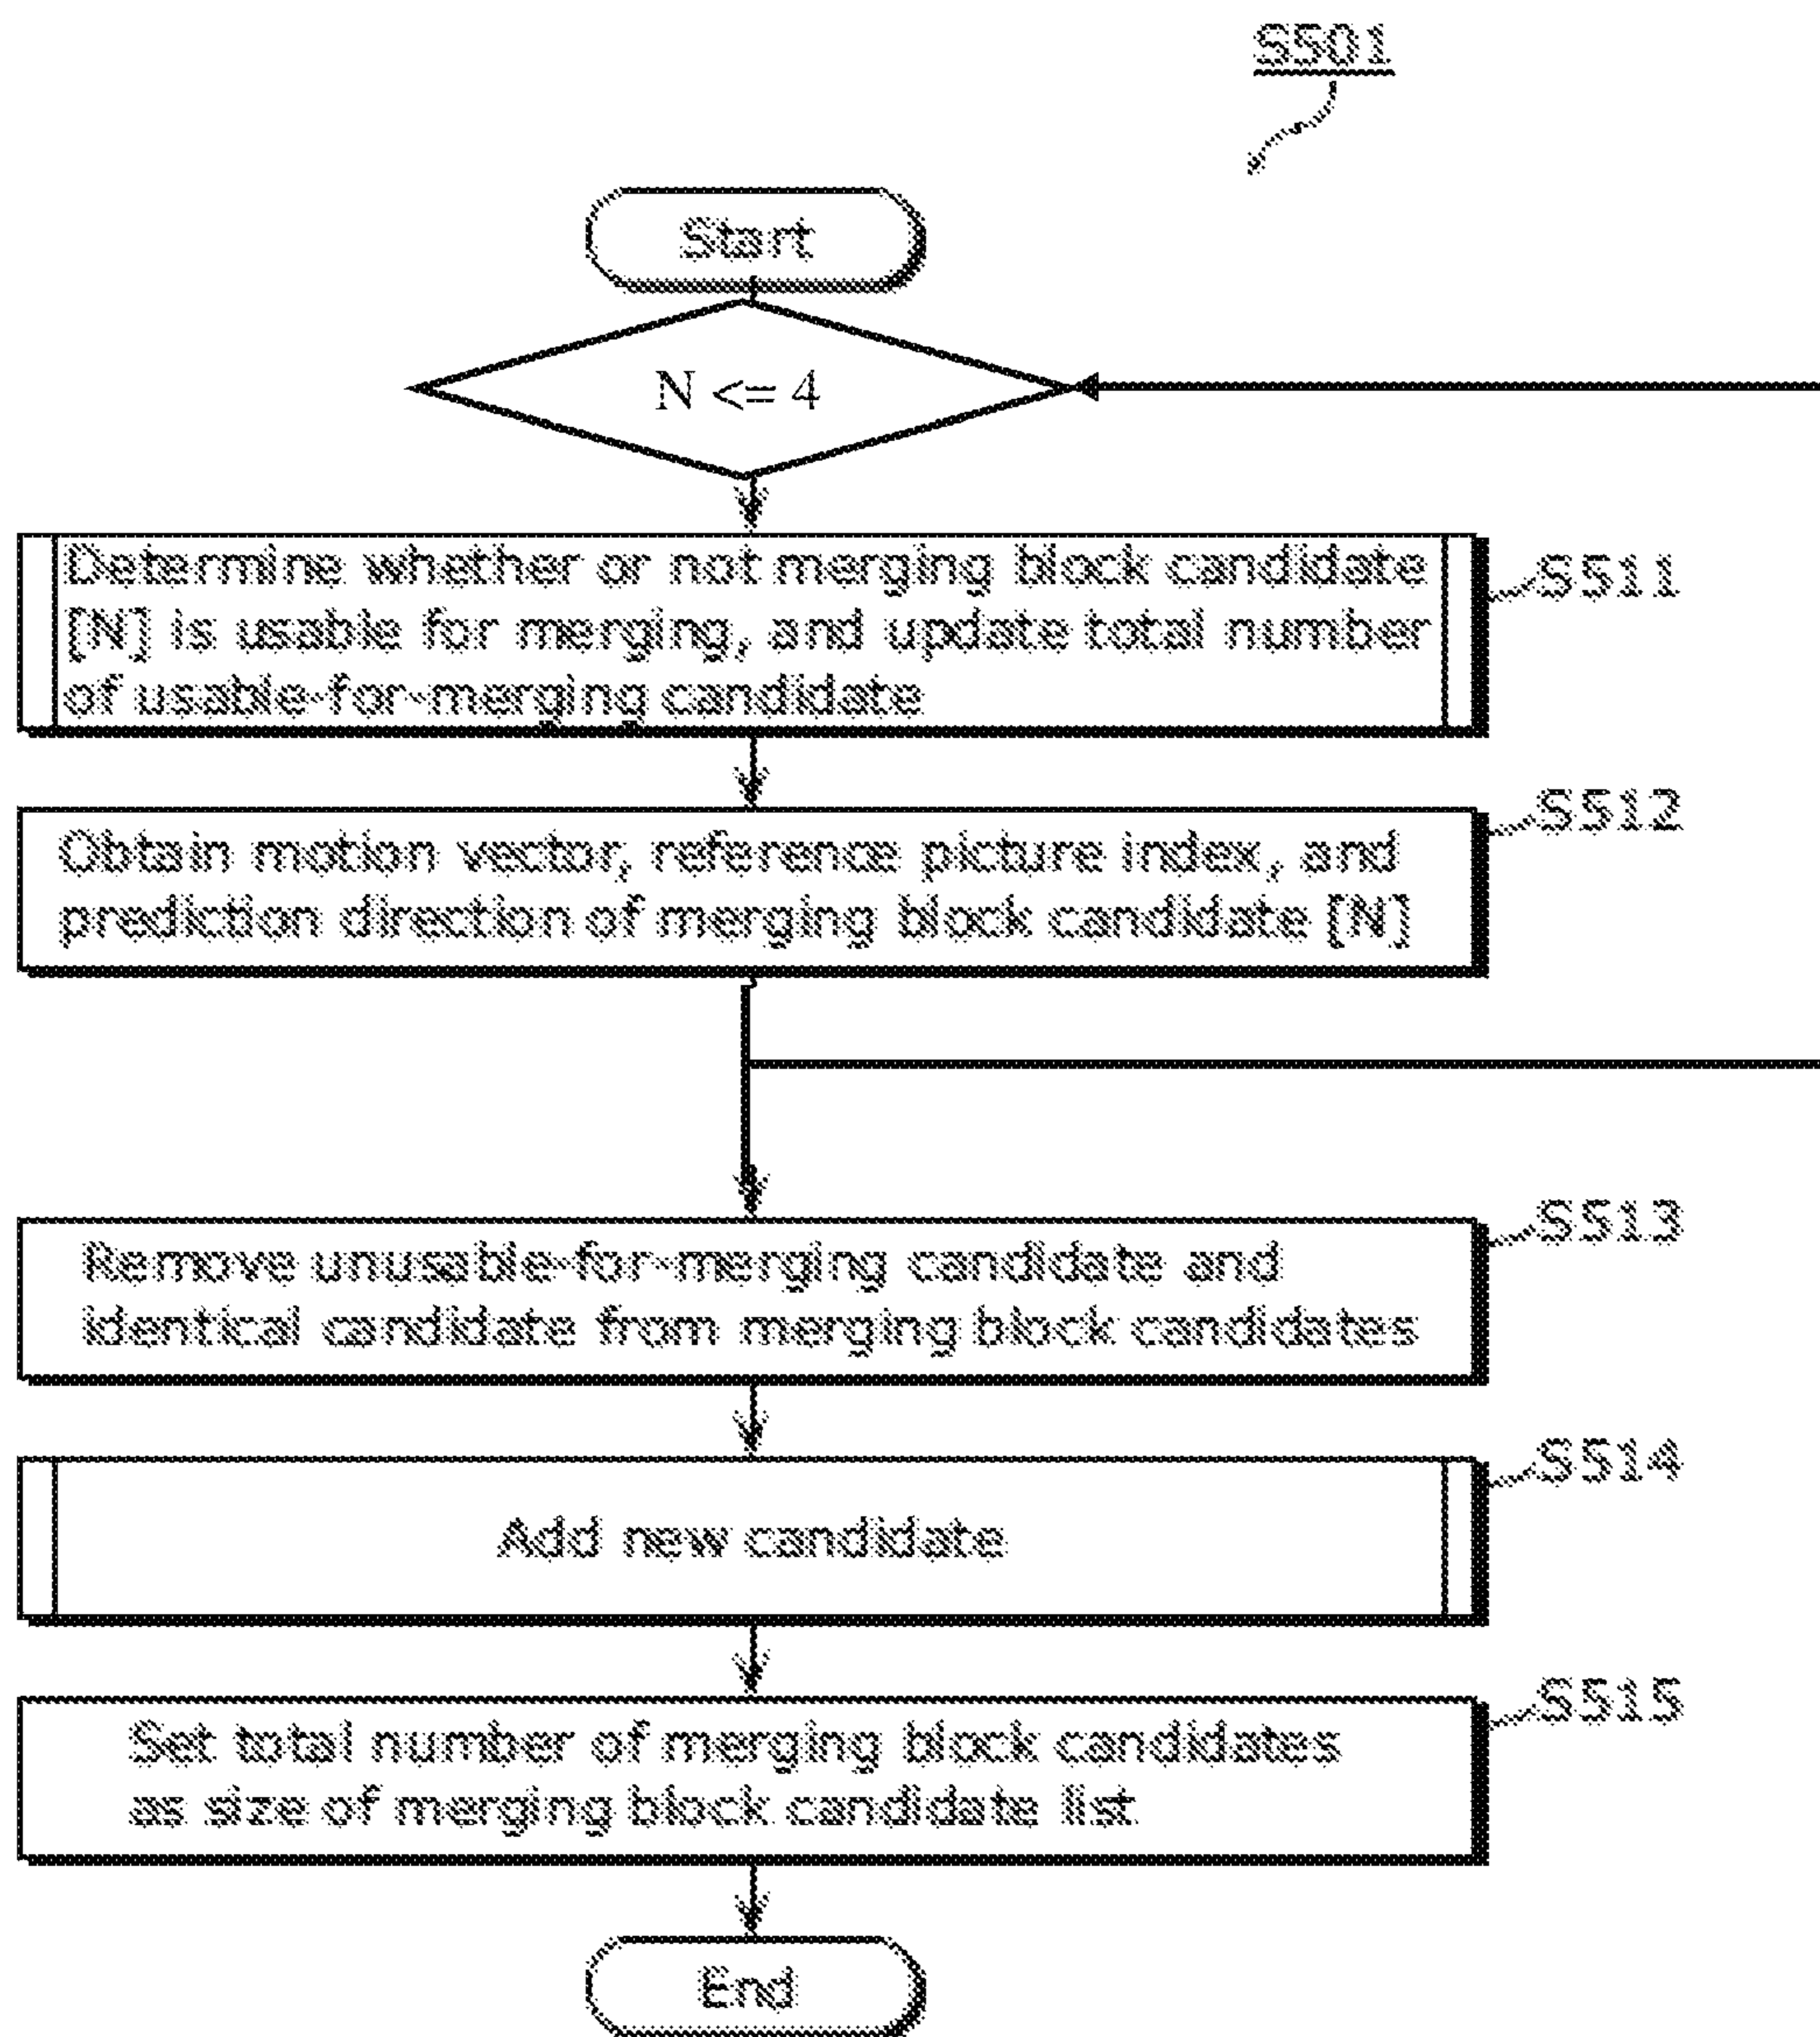 S501
Start
N <= 4
Determine whether or not merging block candidate
[N] is usable for merging, and update total number
of usable-for-merging candidate
S511
Obtain motion vector, reference picture index, and
prediction direction of merging block candidate [N]
S512
Remove unusable-for-merging candidate and
identical candidate from merging block candidates
S513
Add new candidate
S514
Set total number of merging block candidates
as size of merging block candidate list
S515
End